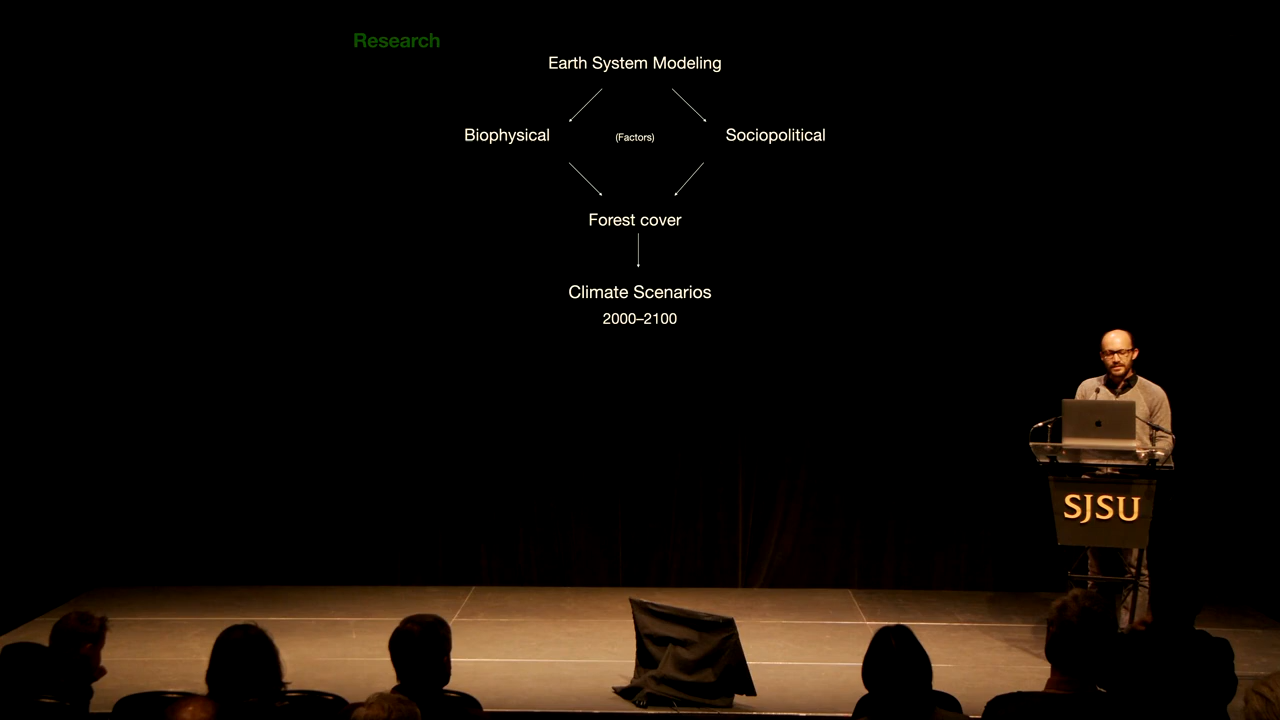 Research
Earth System Modeling
Biophysical
(Factors)
Sociopolitical
Forest cover
Climate Scenarios
2000–2100
SJSU